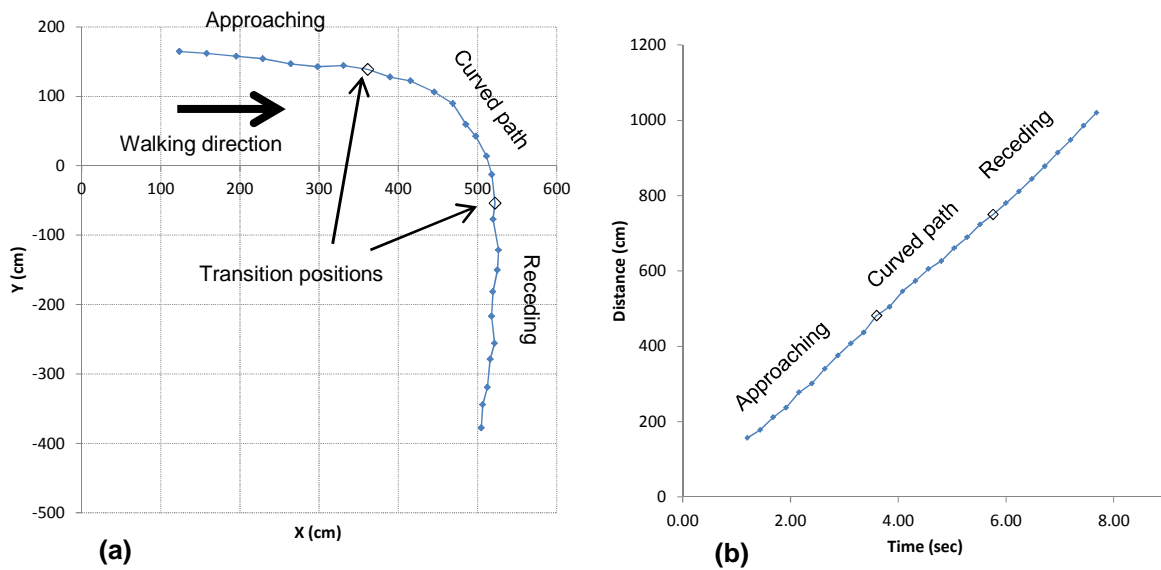 Approaching
200
100
0
-100
-200
-300
-400
-500
0
100
200
300
400
500
600
Y (cm)
X (cm)
Curved path
Walking direction
Transition positions
Receding
(a)
1200
1000
800
600
400
200
0
0.00
2.00
4.00
6.00
8.00
Distance (cm)
Time (sec)
Approaching
Curved path
Receding
(b)